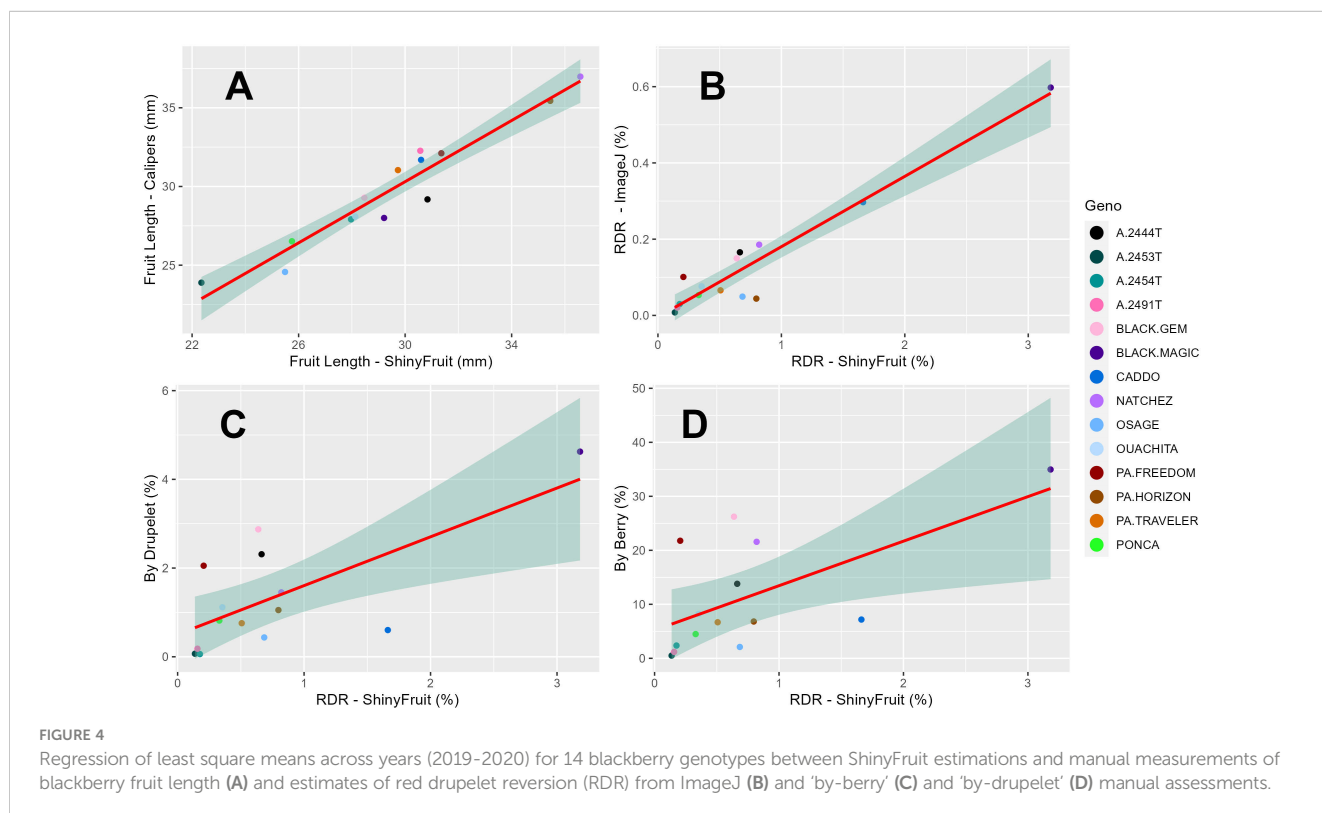 A
Fruit Length - Calipers (mm)
35
30
25
22
26
30
34
Fruit Length - ShinyFruit (mm)
B
RDR - ImageJ (%)
0.6
0.4
0.2
0.0
0
1
2
3
RDR - ShinyFruit (%)
C
By Drupelet (%)
6
4
2
0
0
1
2
3
RDR - ShinyFruit (%)
D
By Berry (%)
50
40
30
20
10
0
0
1
2
3
RDR - ShinyFruit (%)
Geno
A.2444T
A.2453T
A.2454T
A.2491T
BLACK.GEM
BLACK.MAGIC
CADDO
NATCHEZ
OSAGE
OUACHITA
PA.FREEDOM
PA.HORIZON
PA.TRAVELER
PONCA
FIGURE 4
Regression of least square means across years (2019-2020) for 14 blackberry genotypes between ShinyFruit estimations and manual measurements of
blackberry fruit length (A) and estimates of red drupelet reversion (RDR) from ImageJ (B) and ‘by-berry’ (C) and ‘by-drupelet’ (D) manual assessments.